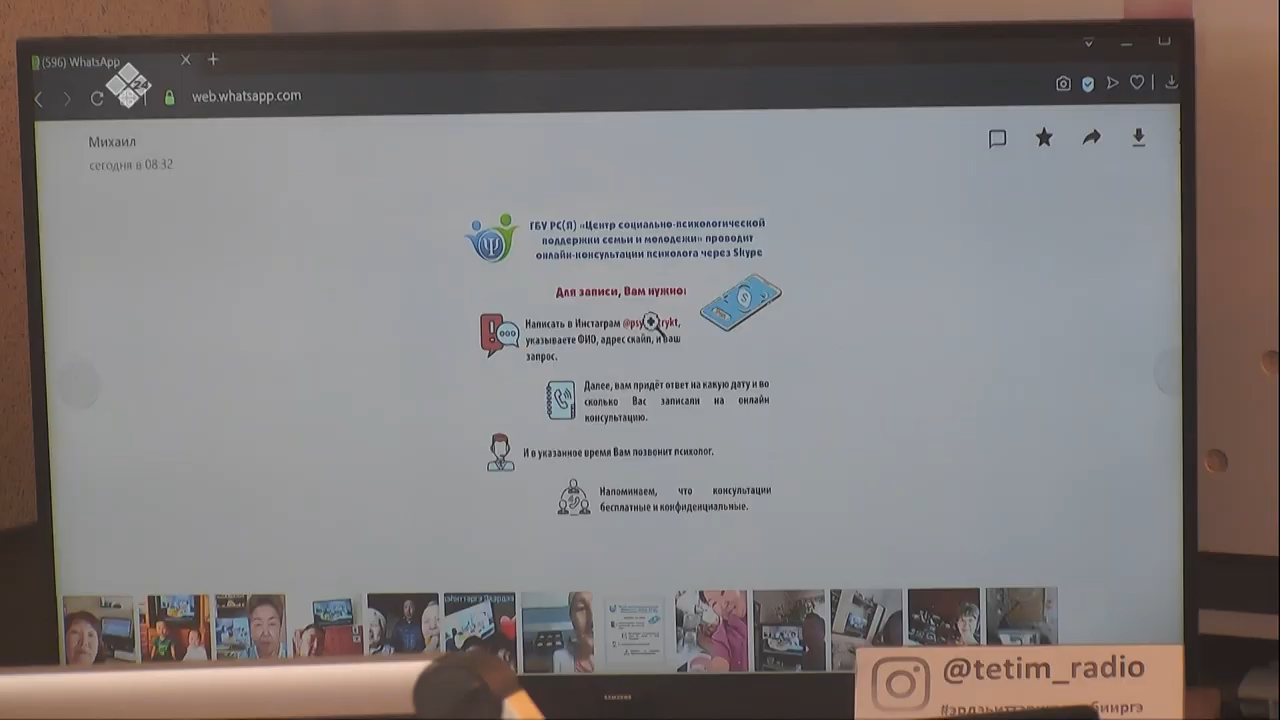 (596) WhatsApp
web.whatsapp.com
Михаил
сегодня в 08:32
ГБУ РС(Я) «Центр социально-психологической
поддержки семьи и молодежи» проводит
онлайн-консультации психолога через Skype
Для записи, Вам нужно:
Написать в Инстаграм
указываете ФИО, адрес скайп, и ваш
запрос.
Далее, вам придёт ответ на какую дату и во
сколько Вас записали на онлайн
консультацию.
И в указанное время Вам позвонит психолог.
Напоминаем, что консультации
бесплатные и конфиденциальные.
SAMSUNG
@tetim_radio